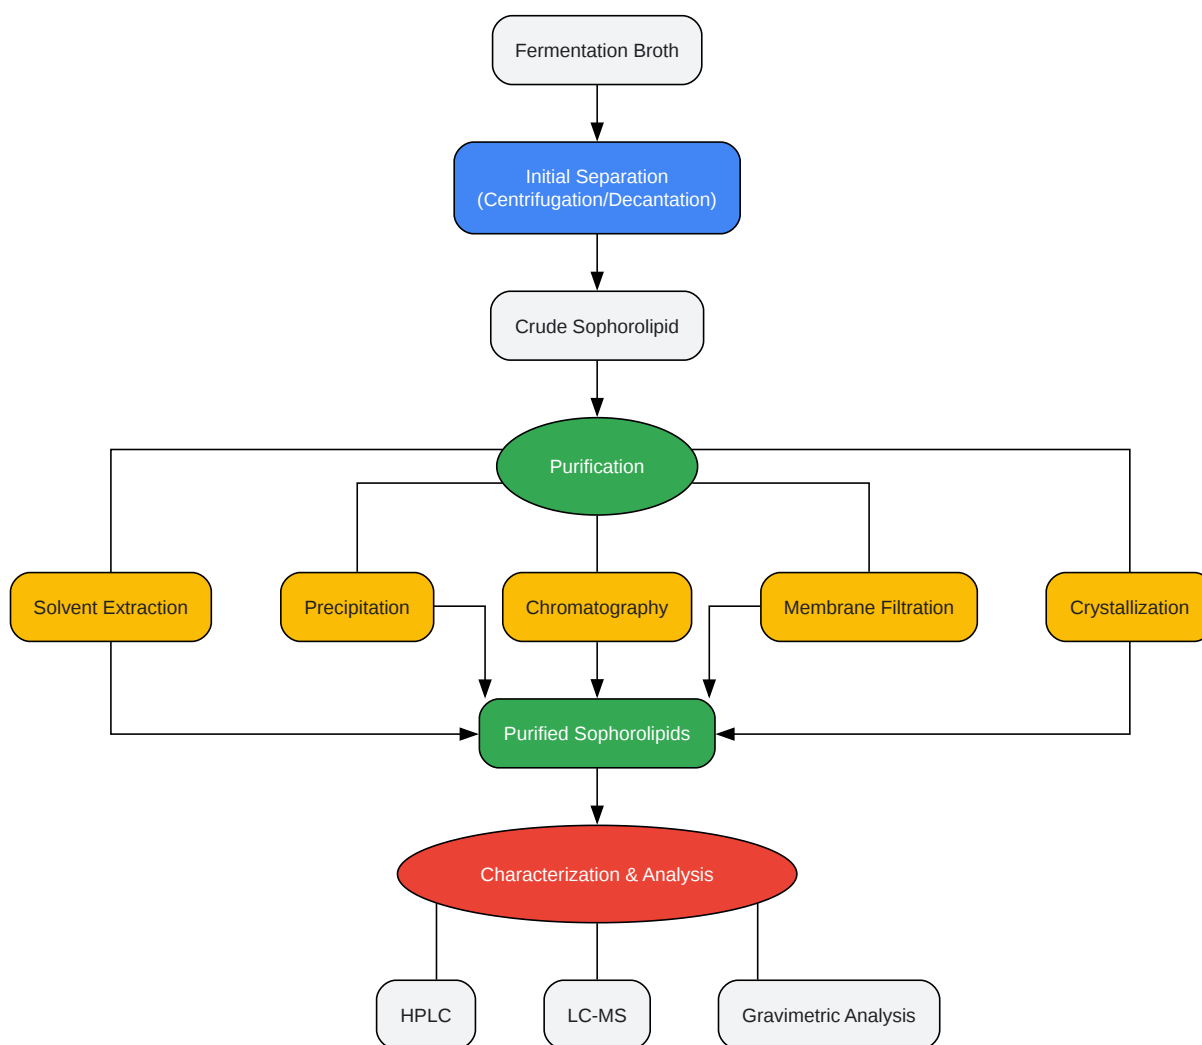 Fermentation Broth
Initial Separation
(Centrifugation/Decantation)
Crude Sophorolipid
Purification
Solvent Extraction
Precipitation
Chromatography
Membrane Filtration
Crystallization
Purified Sophorolipids
Characterization & Analysis
HPLC
LC-MS
Gravimetric Analysis